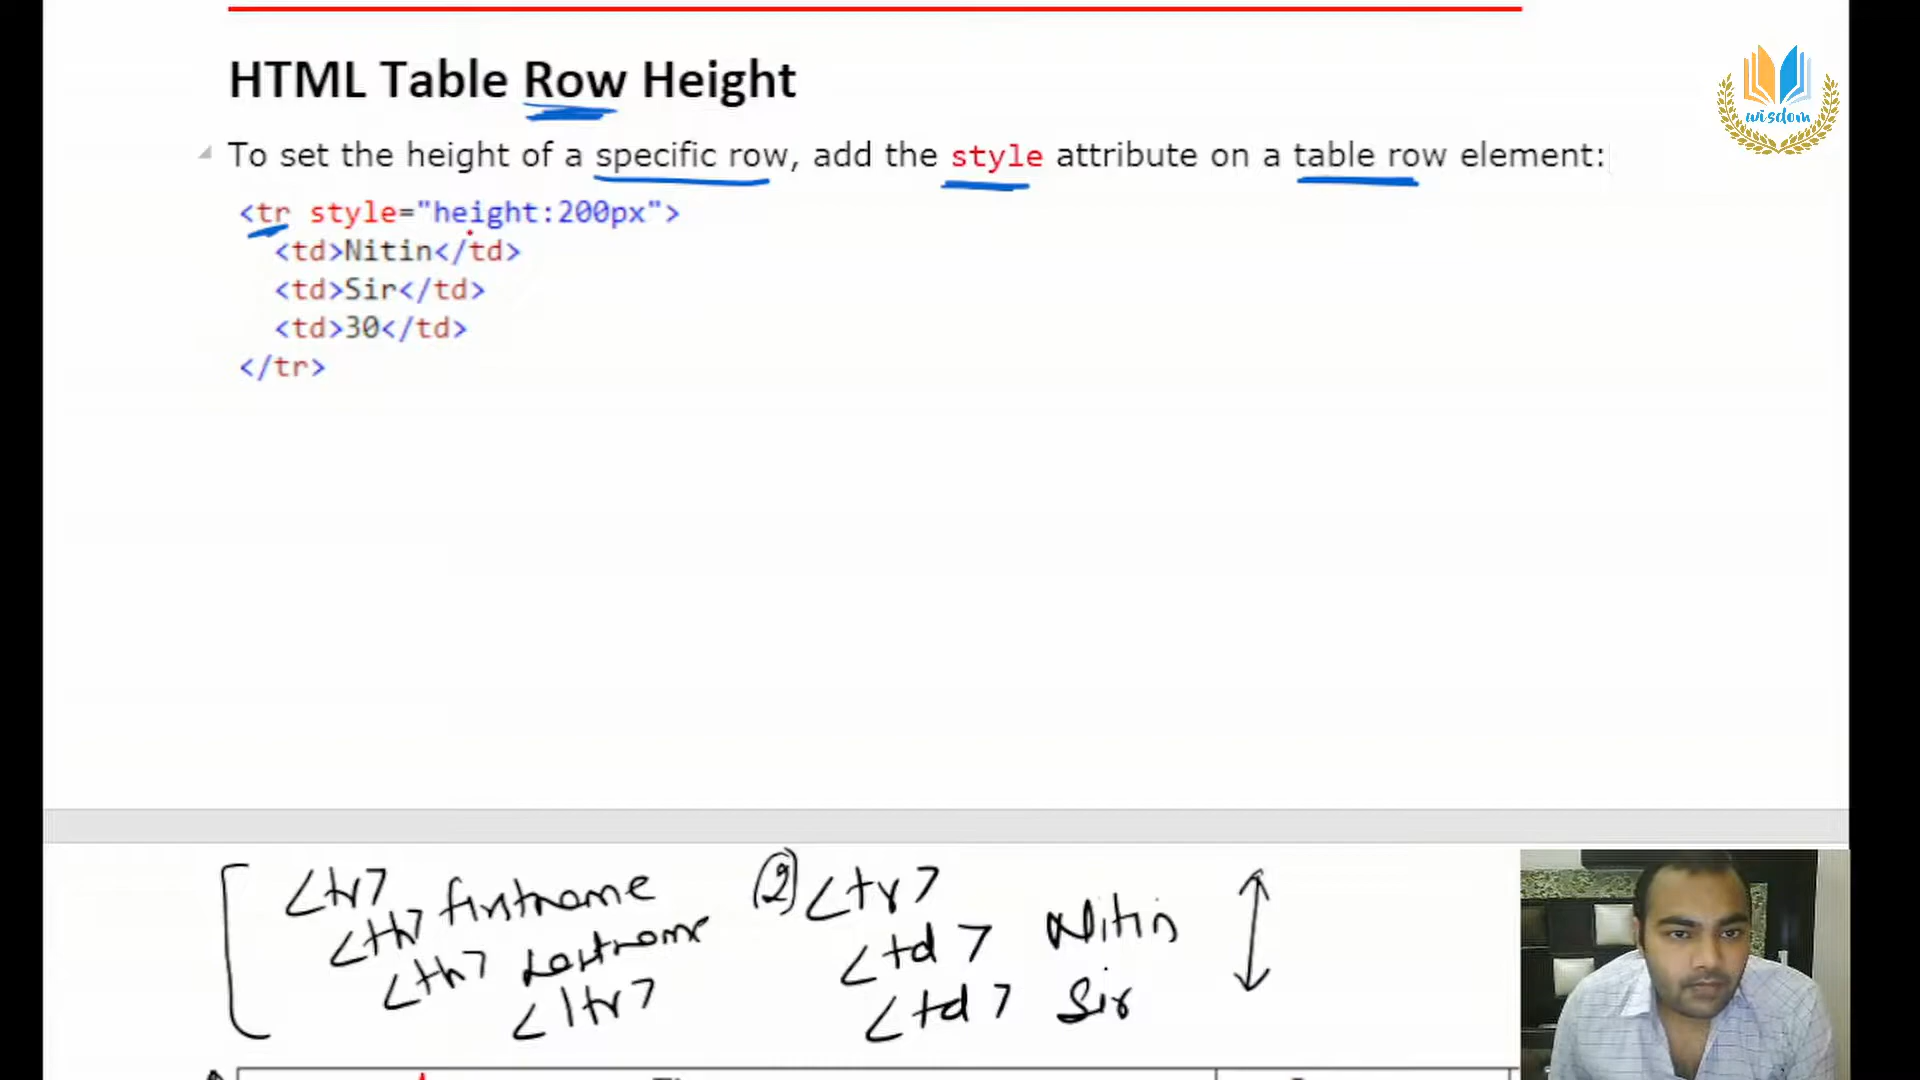 HTML Table Row Height
wisdom
To set the height of a specific row, add the style attribute on a table row element:
<tr style="height:200px">
<td>Nitin</td>
<td>Sir</td>
<td>30</td>
</tr>
<tr>
<th> firstname
<th> Lastname
</tr>
2 <tr>
<td> Nitin
<td> Sir